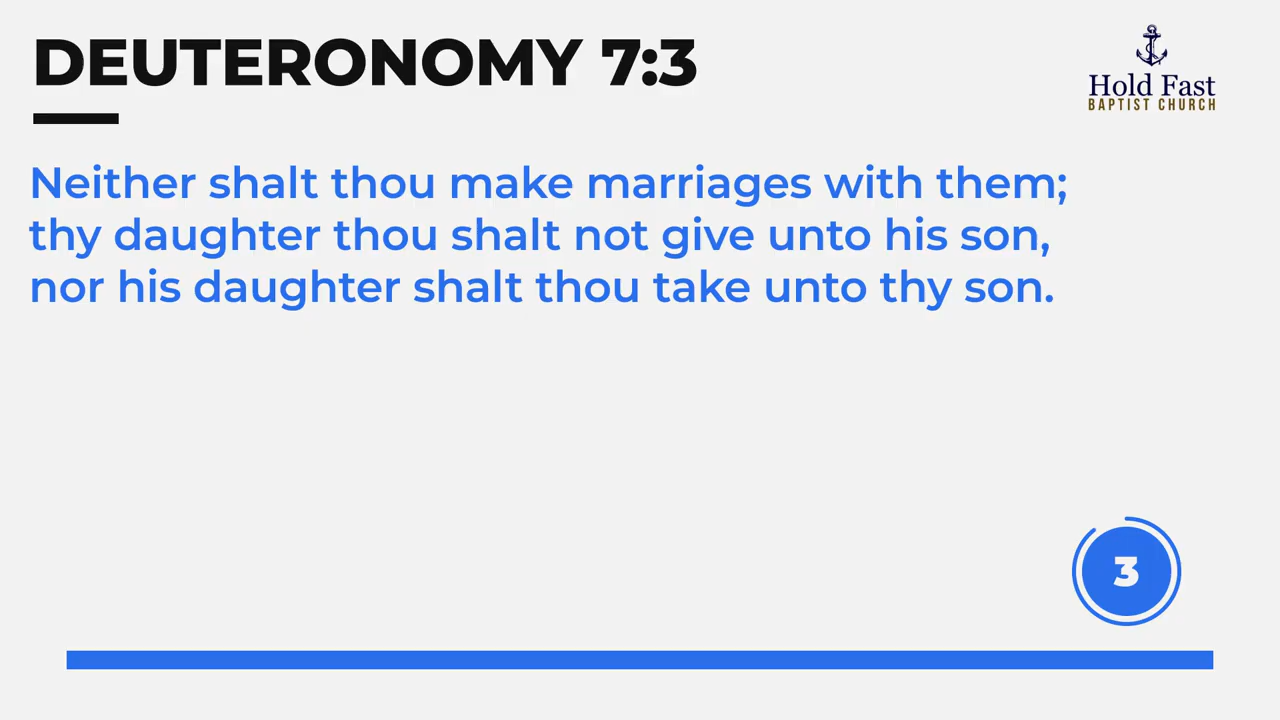 DEUTERONOMY 7:3
Hold Fast
BAPTIST CHURCH
Neither shalt thou make marriages with them;
thy daughter thou shalt not give unto his son,
nor his daughter shalt thou take unto thy son.
3